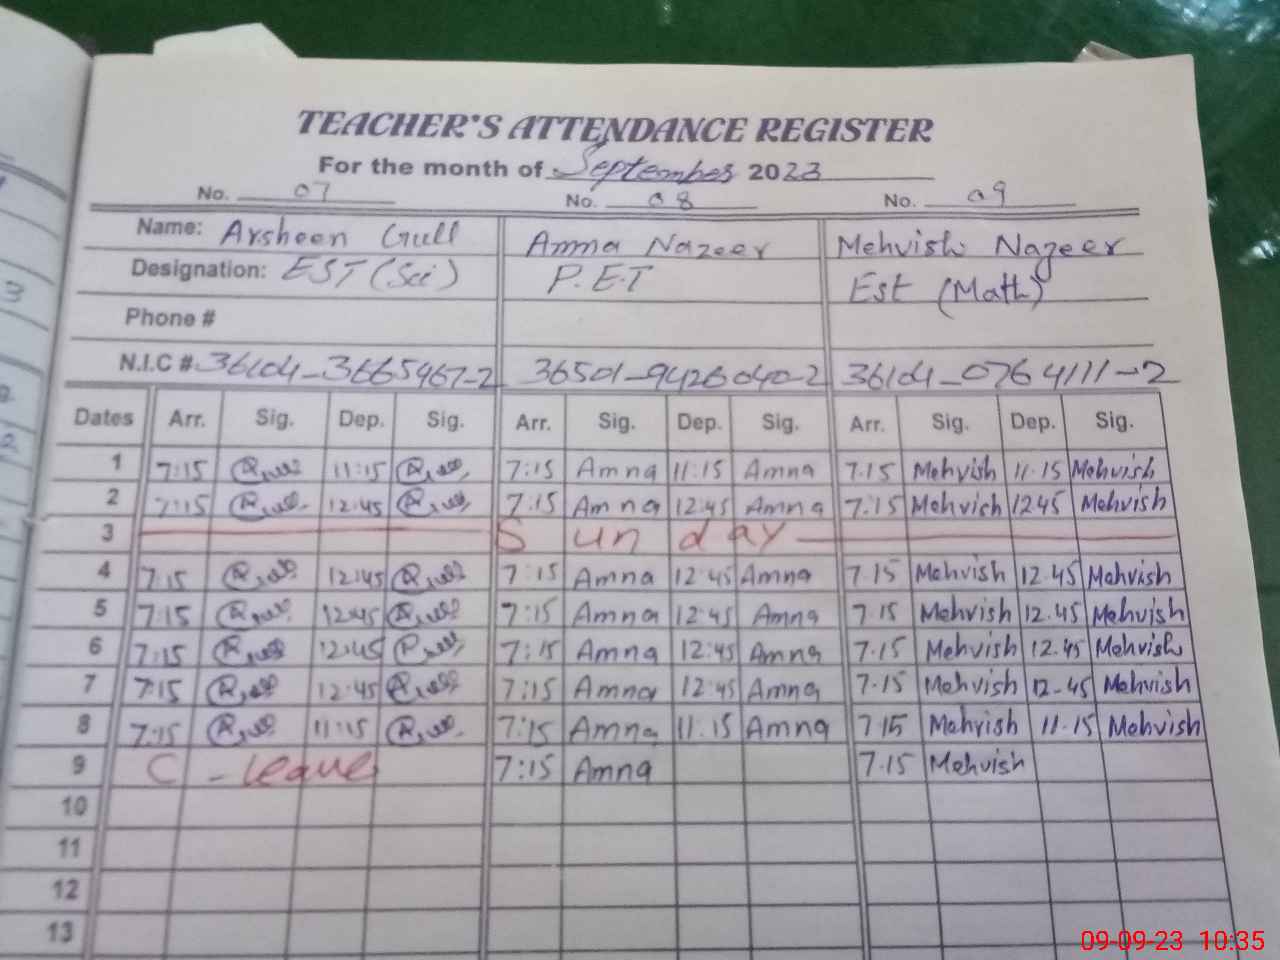 TEACHER'S ATTENDANCE REGISTER
For the month of September 2023
No. 07 No. 08 No. 09
Name: Arsheen Gull Amna Nazeer Mehvish Nazeer
Designation: EST (Sci) P.E.T Est (Math)
Phone #
N.I.C # 36104-3665467-2 36501-9426040-2 36104-0764111-2
Dates Arr. Sig. Dep. Sig. Arr. Sig. Dep. Sig. Arr. Sig. Dep. Sig.
1 7:15 11:15 7:15 Amna 11:15 Amna 7.15 Mehvish 11.15 Mehvish
2 7:15 12:45 7:15 Amna 12:45 Amna 7:15 Mehvish 12.45 Mehvish
3 Sunday
4 7:15 12:45 7:15 Amna 12:45 Amna 7.15 Mehvish 12.45 Mehvish
5 7:15 12:45 7:15 Amna 12:45 Amna 7.15 Mehvish 12.45 Mehvish
6 7:15 12:45 7:15 Amna 12:45 Amna 7.15 Mehvish 12.45 Mehvish
7 7:15 12:45 7:15 Amna 12:45 Amna 7.15 Mehvish 12-45 Mehvish
8 7:15 11:15 7:15 Amna 11:15 Amna 7.15 Mehvish 11.15 Mehvish
9 C-leave 7:15 Amna 7.15 Mehvish
10
11
12
13
09-09-23 10:35